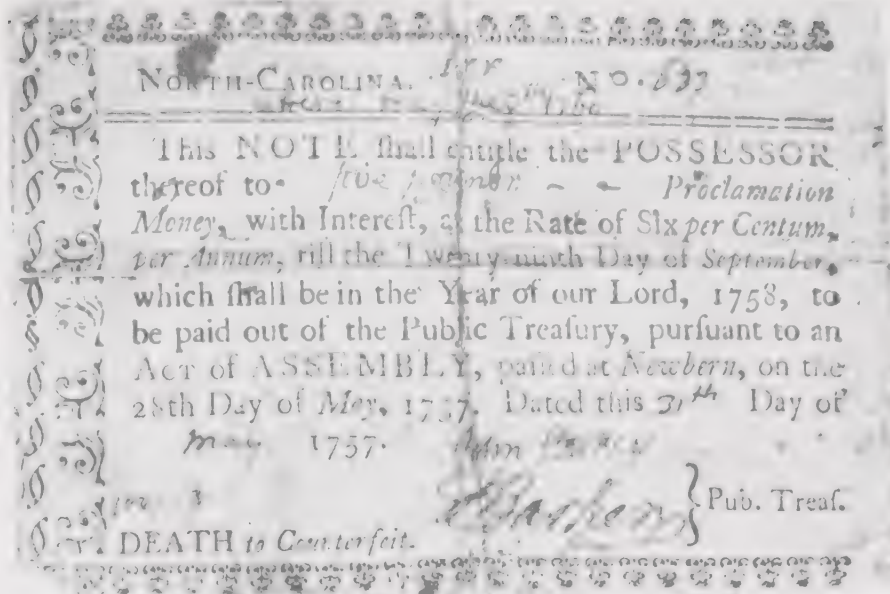 NORTH-CAROLINA. No.
This NOTE ſhall entitle the POSSESSOR
thereof to Proclamation
Money, with Intereſt, at the Rate of Six per Centum,
per Annum, till the Twenty-ninth Day of September,
which ſhall be in the Year of our Lord, 1758, to
be paid out of the Public Treaſury, purſuant to an
Act of ASSEMBLY, paſſed at Newbern, on the
28th Day of May, 1757. Dated this 31th Day of
May 1757. John
Pub. Treaſ.
DEATH to Counterfeit.